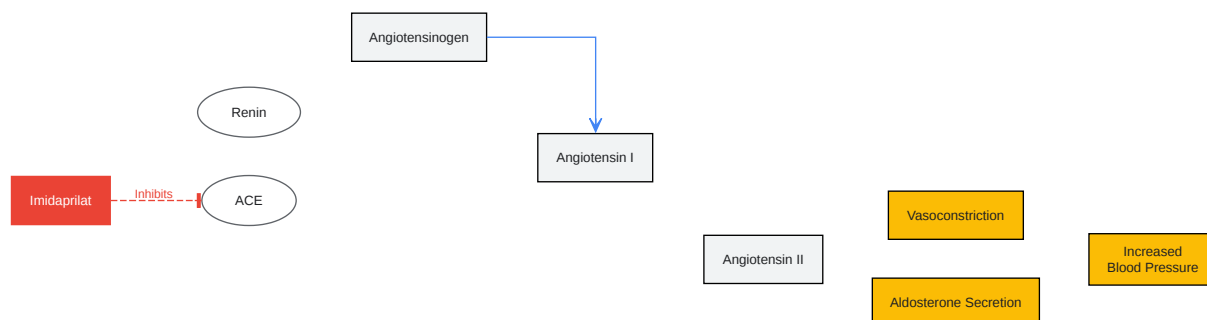 Angiotensinogen
Renin
Angiotensin I
Imidaprilat
Inhibits
ACE
Vasoconstriction
Angiotensin II
Increased
Blood Pressure
Aldosterone Secretion